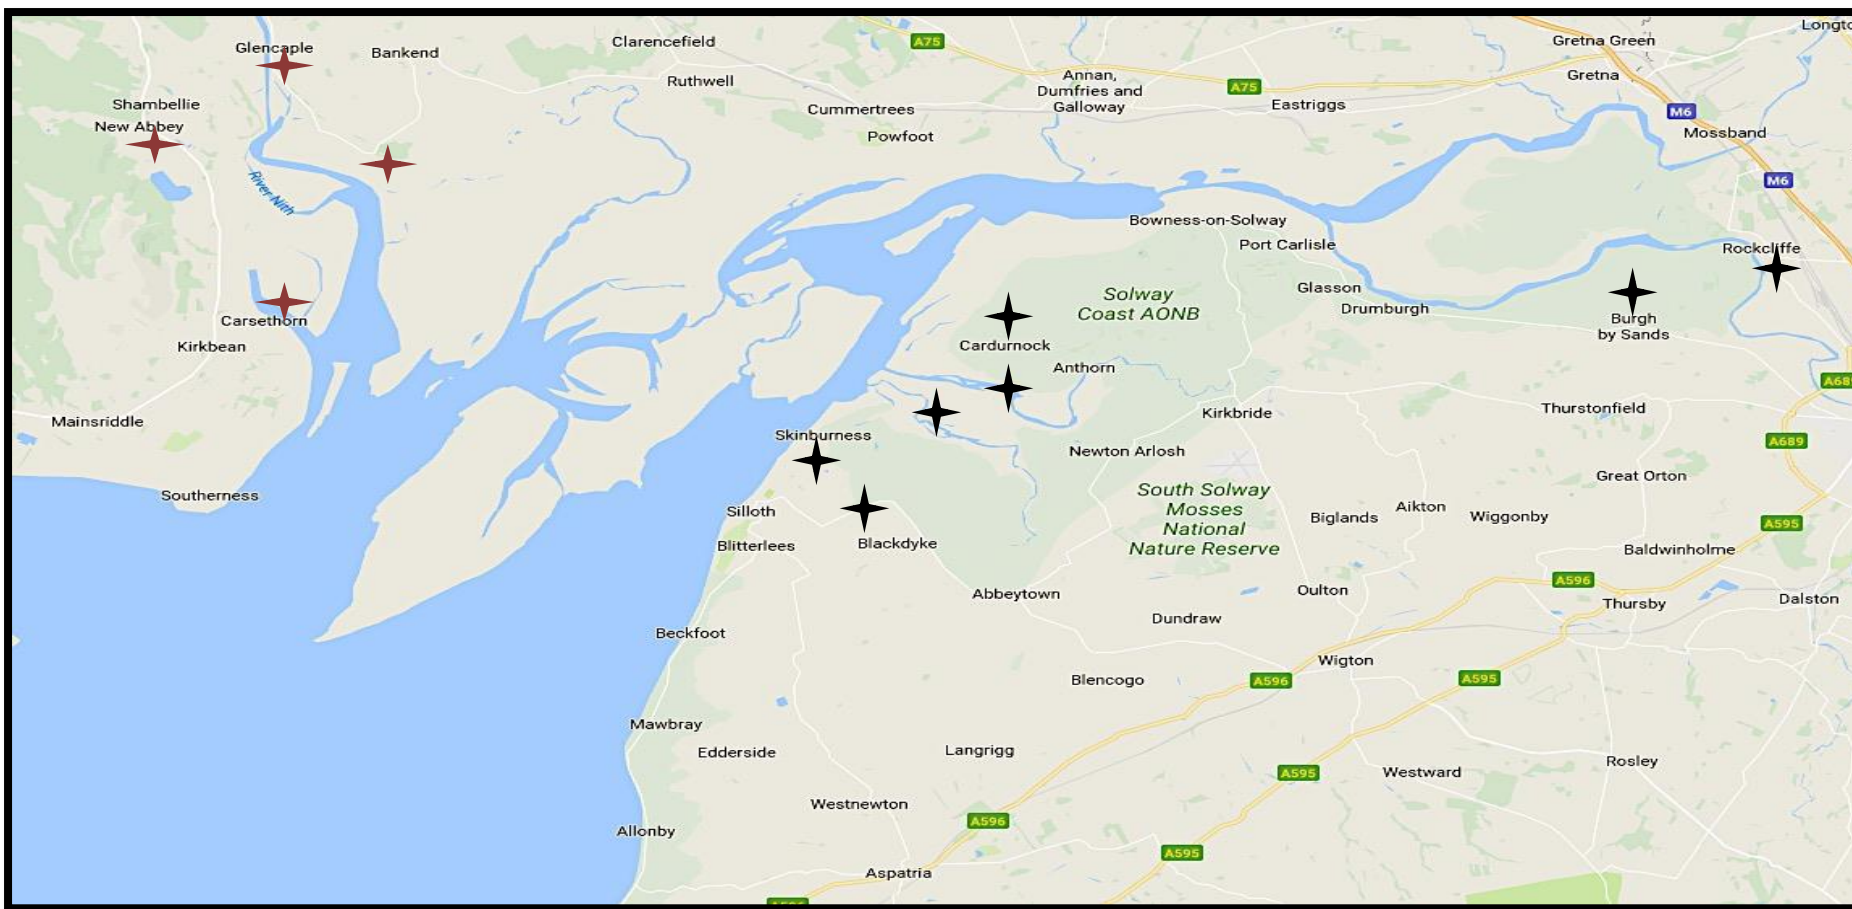 Glencaple
Bankend
Clarencefield
A75
Gretna Green
Ruthwell
Annan,
Dumfries and
Galloway
A75
Gretna
Eastriggs
Shambellie
New Abbey
Cummertrees
Powfoot
M6
Mossband
M6
River Nith
Bowness-on-Solway
Port Carlisle
Rockcliffe
Glasson
Drumburgh
Solway
Coast AONB
Burgh
by Sands
Carsethorn
Kirkbean
Cardurnock
Anthorn
Mainsriddle
Kirkbride
Thurstonfield
A689
Skinburness
Newton Arlosh
Great Orton
Southerness
South Solway
Mosses
National
Nature Reserve
Silloth
Biglands
Aikton
Wiggonby
A595
Blitterlees
Blackdyke
Baldwinholme
A596
Abbeytown
Oulton
Thursby
Dalston
Dundraw
Beckfoot
Wigton
Blencogo
A596
A595
Mawbray
Edderside
Langrigg
A595
Westward
Rosley
Westnewton
A596
Allonby
A595
Aspatria